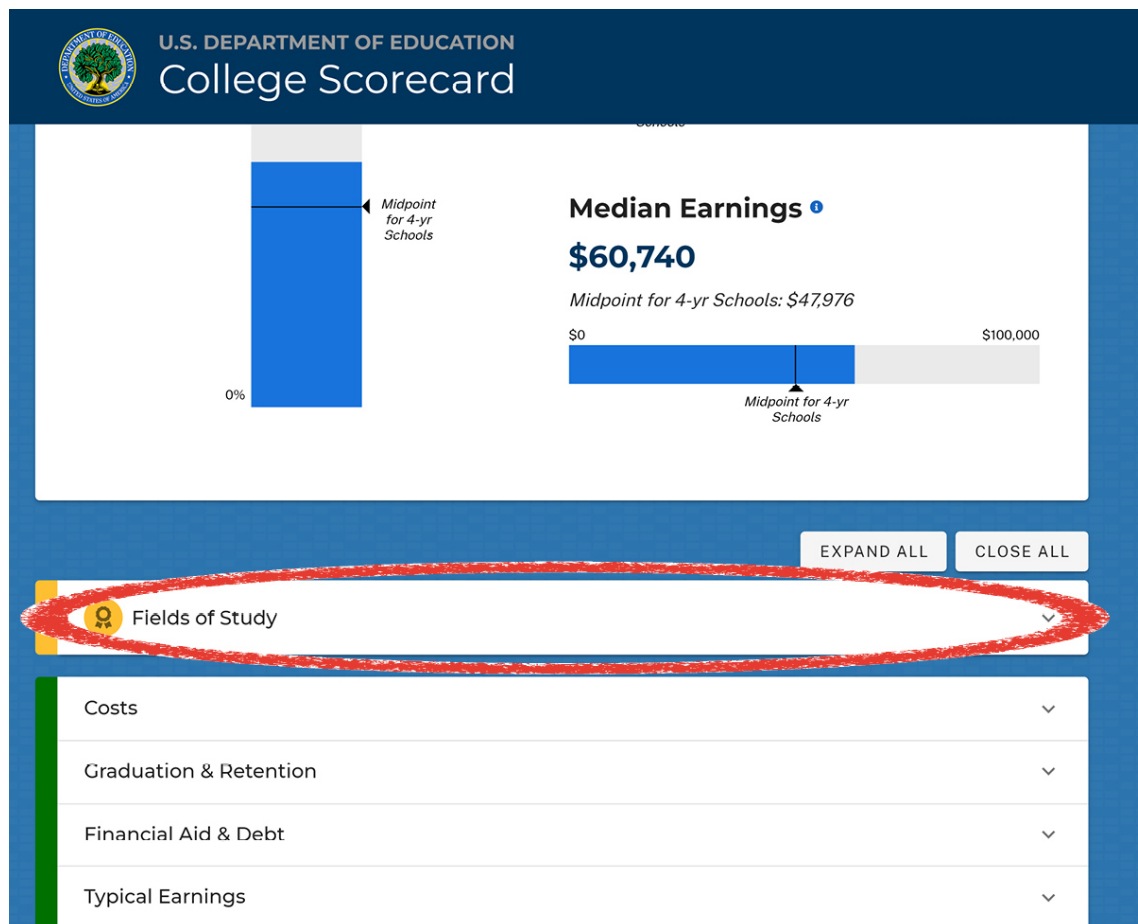 U.S. DEPARTMENT OF EDUCATION
College Scorecard
Schools
Midpoint
for 4-yr
Schools
0%
Median Earnings
$60,740
Midpoint for 4-yr Schools: $47,976
$0
$100,000
Midpoint for 4-yr
Schools
EXPAND ALL
CLOSE ALL
Fields of Study
Costs
Graduation & Retention
Financial Aid & Debt
Typical Earnings